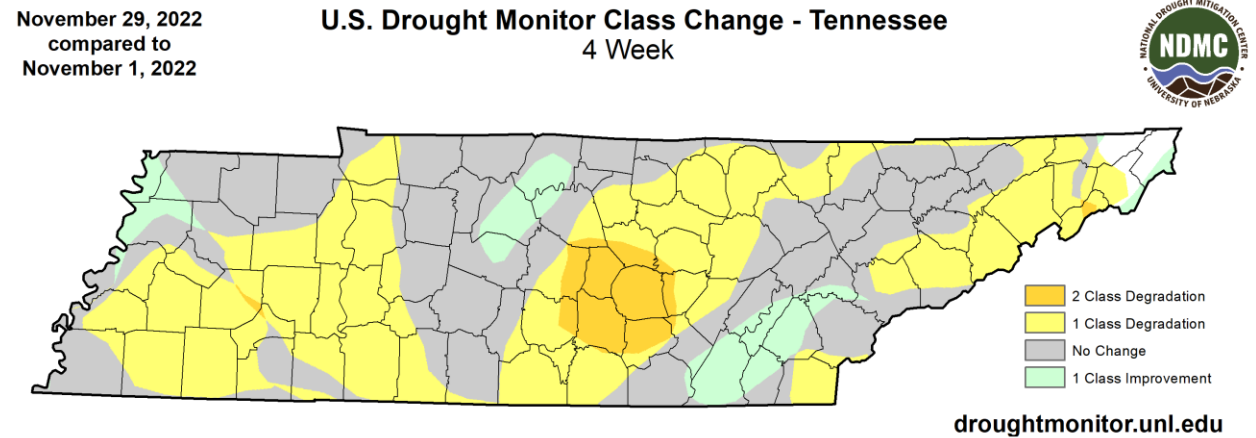 November 29, 2022
compared to
November 1, 2022
U.S. Drought Monitor Class Change - Tennessee
4 Week
NATIONAL DROUGHT MITIGATION CENTER
NDMC
UNIVERSITY OF NEBRASKA
2 Class Degradation
1 Class Degradation
No Change
1 Class Improvement
droughtmonitor.unl.edu